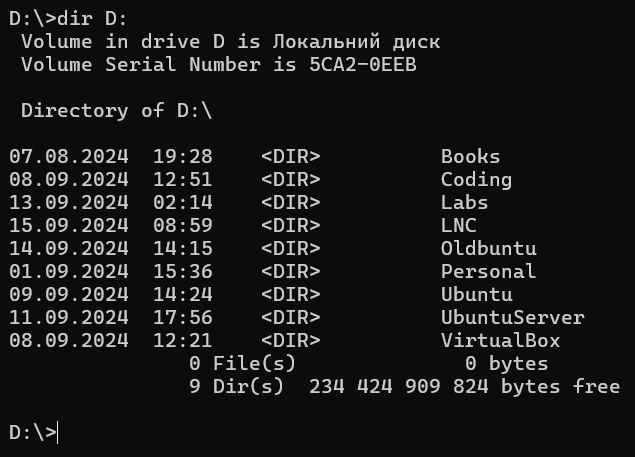 D:\>dir D:
 Volume in drive D is Локальний диск
 Volume Serial Number is 5CA2-0EEB

 Directory of D:\

07.08.2024  19:28    <DIR>          Books
08.09.2024  12:51    <DIR>          Coding
13.09.2024  02:14    <DIR>          Labs
15.09.2024  08:59    <DIR>          LNC
14.09.2024  14:15    <DIR>          Oldbuntu
01.09.2024  15:36    <DIR>          Personal
09.09.2024  14:24    <DIR>          Ubuntu
11.09.2024  17:56    <DIR>          UbuntuServer
08.09.2024  12:21    <DIR>          VirtualBox
               0 File(s)              0 bytes
               9 Dir(s)  234 424 909 824 bytes free

D:\>